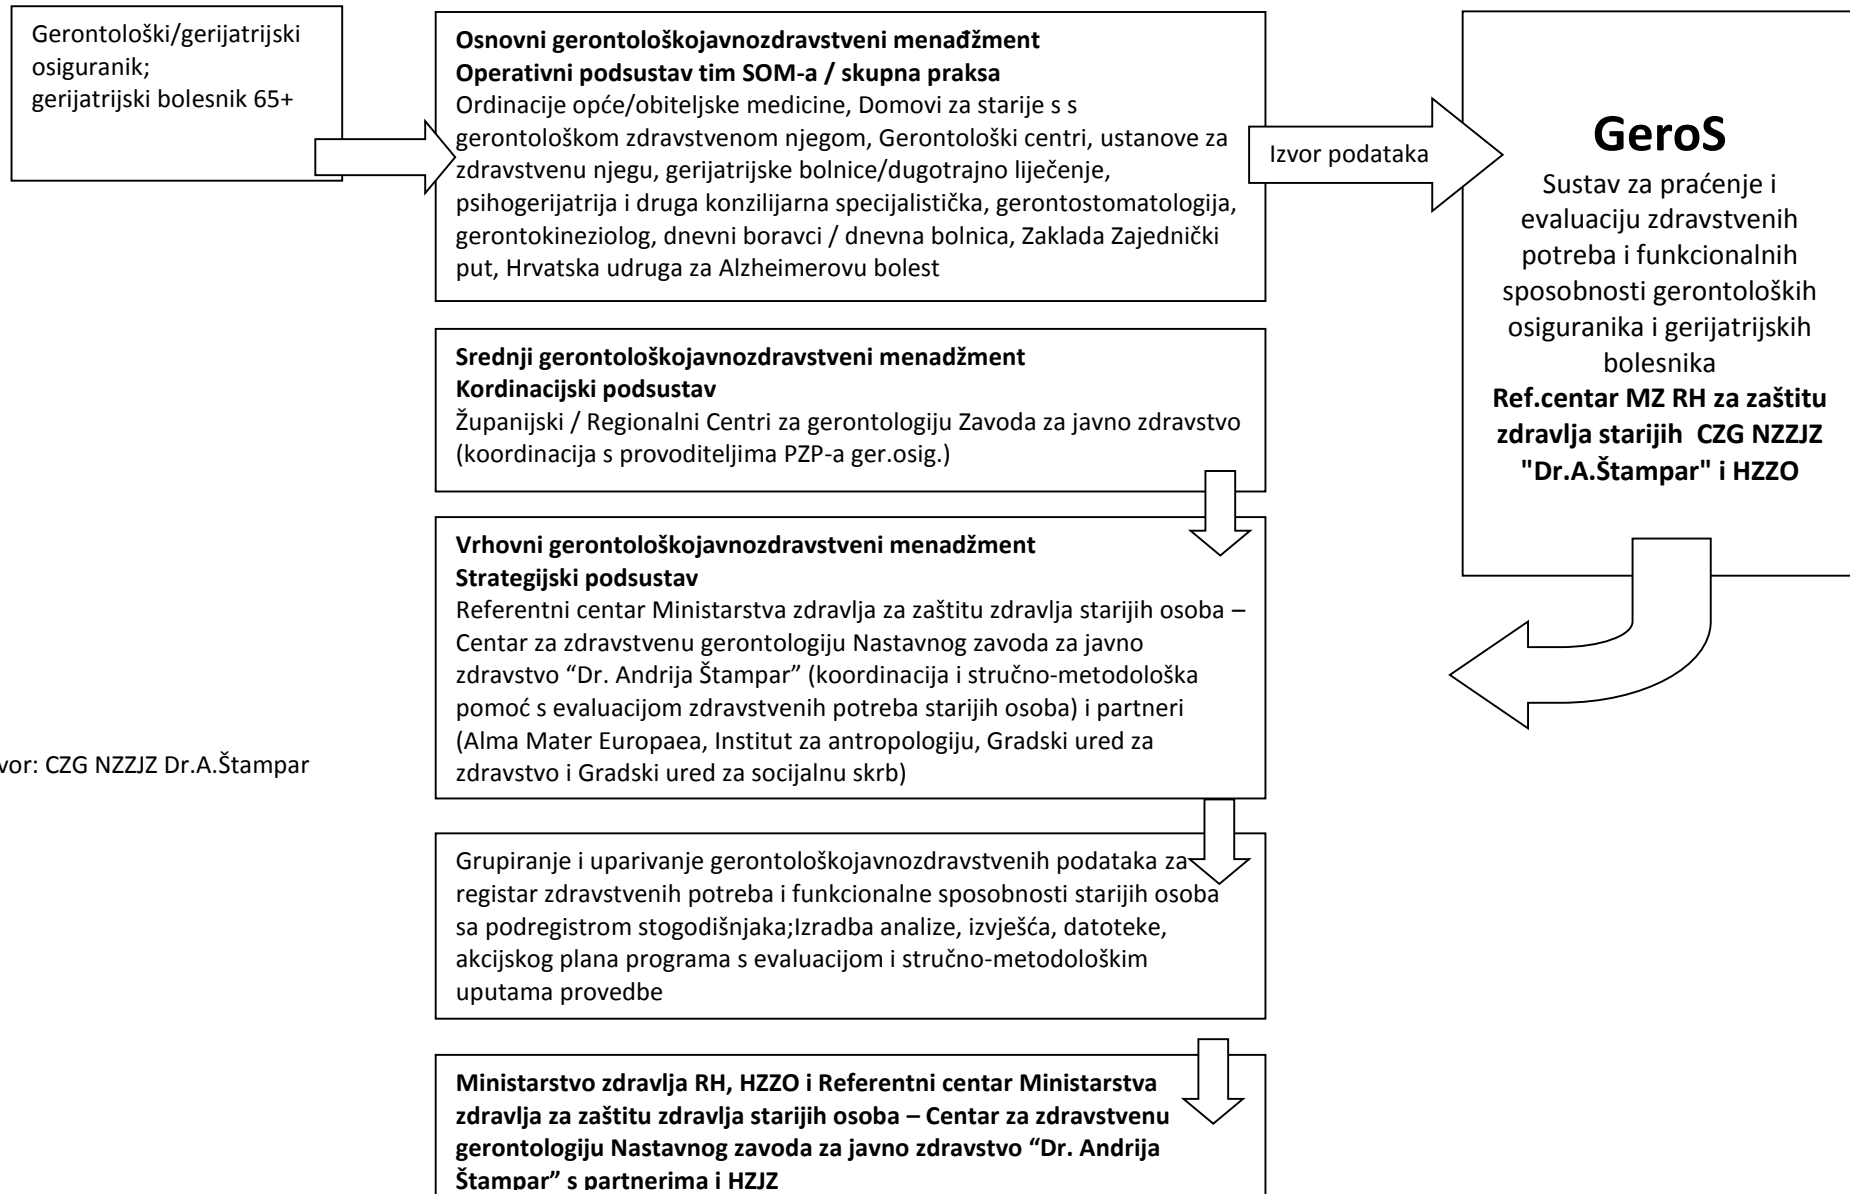 Gerontološki/gerijatrijski
osiguranik;
gerijatrijski bolesnik 65+
Osnovni gerontološkojavnozdravstveni menađžment
Operativni podsustav tim SOM-a / skupna praksa
Ordinacije opće/obiteljske medicine, Domovi za starije s s
gerontološkom zdravstvenom njegom, Gerontološki centri, ustanove za
zdravstvenu njegu, gerijatrijske bolnice/dugotrajno liječenje,
psihogerijatrija i druga konzilijarna specijalistička, gerontostomatologija,
gerontokineziolog, dnevni boravci / dnevna bolnica, Zaklada Zajednički
put, Hrvatska udruga za Alzheimerovu bolest
Izvor podataka
GeroS
Sustav za praćenje i
evaluaciju zdravstvenih
potreba i funkcionalnih
sposobnosti gerontoloških
osiguranika i gerijatrijskih
bolesnika
Ref.centar MZ RH za zaštitu
zdravlja starijih  CZG NZZJZ
"Dr.A.Štampar" i HZZO
Srednji gerontološkojavnozdravstveni menadžment
Kordinacijski podsustav
Županijski / Regionalni Centri za gerontologiju Zavoda za javno zdravstvo
(koordinacija s provoditeljima PZP-a ger.osig.)
Vrhovni gerontološkojavnozdravstveni menadžment
Strategijski podsustav
Referentni centar Ministarstva zdravlja za zaštitu zdravlja starijih osoba –
Centar za zdravstvenu gerontologiju Nastavnog zavoda za javno
zdravstvo “Dr. Andrija Štampar” (koordinacija i stručno-metodološka
pomoć s evaluacijom zdravstvenih potreba starijih osoba) i partneri
(Alma Mater Europaea, Institut za antropologiju, Gradski ured za
zdravstvo i Gradski ured za socijalnu skrb)
vor: CZG NZZJZ Dr.A.Štampar
Grupiranje i uparivanje gerontološkojavnozdravstvenih podataka za
registar zdravstvenih potreba i funkcionalne sposobnosti starijih osoba
sa podregistrom stogodišnjaka;Izradba analize, izvješća, datoteke,
akcijskog plana programa s evaluacijom i stručno-metodološkim
uputama provedbe
Ministarstvo zdravlja RH, HZZO i Referentni centar Ministarstva
zdravlja za zaštitu zdravlja starijih osoba – Centar za zdravstvenu
gerontologiju Nastavnog zavoda za javno zdravstvo “Dr. Andrija
Štampar” s partnerima i HZJZ